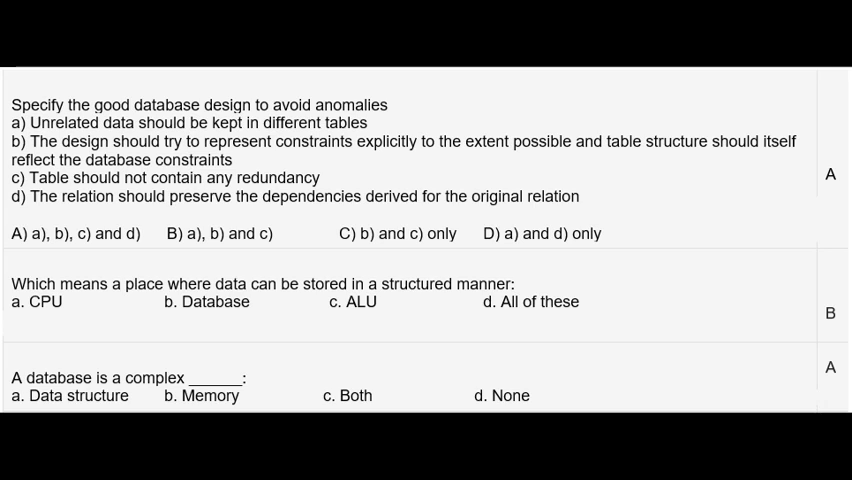 Specify the good database design to avoid anomalies
a) Unrelated data should be kept in different tables
b) The design should try to represent constraints explicitly to the extent possible and table structure should itself
reflect the database constraints
c) Table should not contain any redundancy
d) The relation should preserve the dependencies derived for the original relation
A
A) a), b), c) and d) B) a), b) and c) C) b) and c) only D) a) and d) only
Which means a place where data can be stored in a structured manner:
a. CPU b. Database c. ALU d. All of these
B
A
A database is a complex ______:
a. Data structure b. Memory c. Both d. None